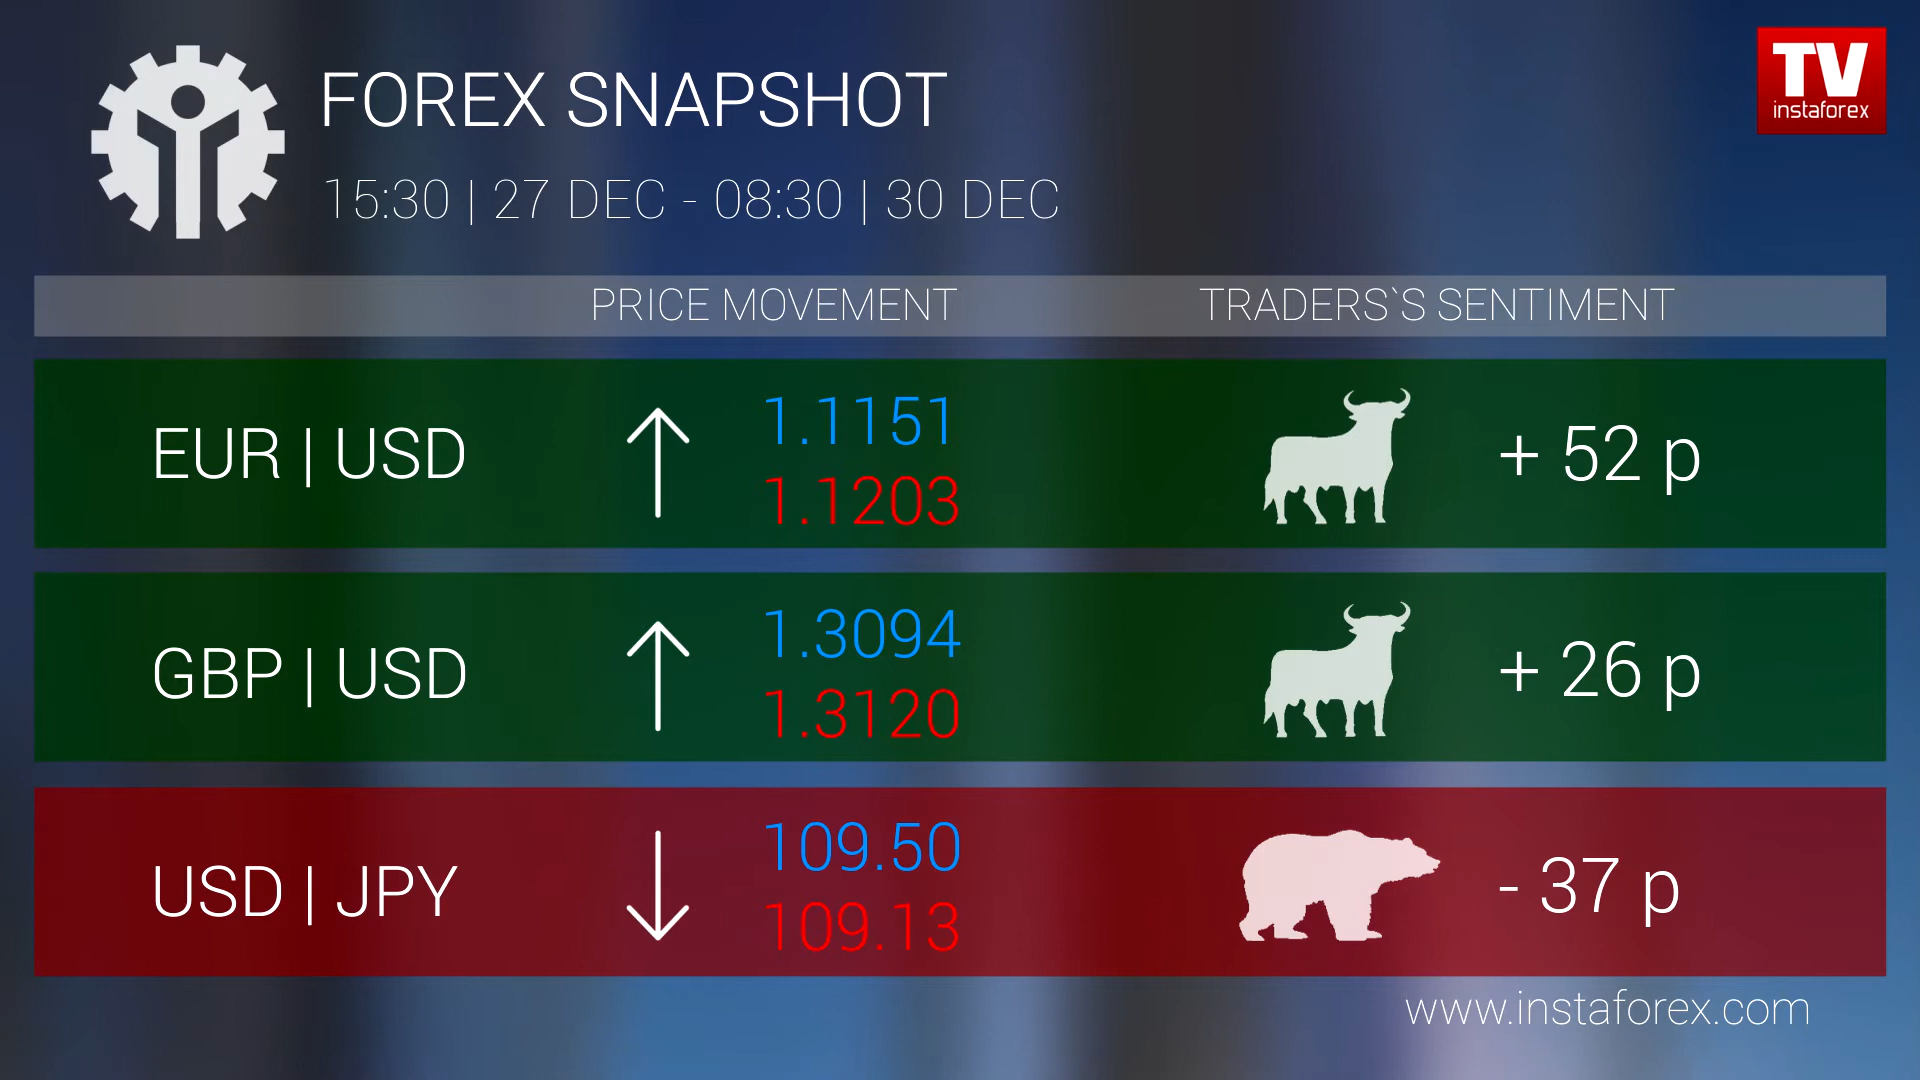 FOREX SNAPSHOT
TV
instaforex
15:30 | 27 DEC - 08:30 | 30 DEC
PRICE MOVEMENT TRADERS`S SENTIMENT
EUR | USD
1.1151
1.1203
+ 52 p
GBP | USD
1.3094
1.3120
+ 26 p
USD | JPY
109.50
109.13
- 37 p
www.instaforex.com